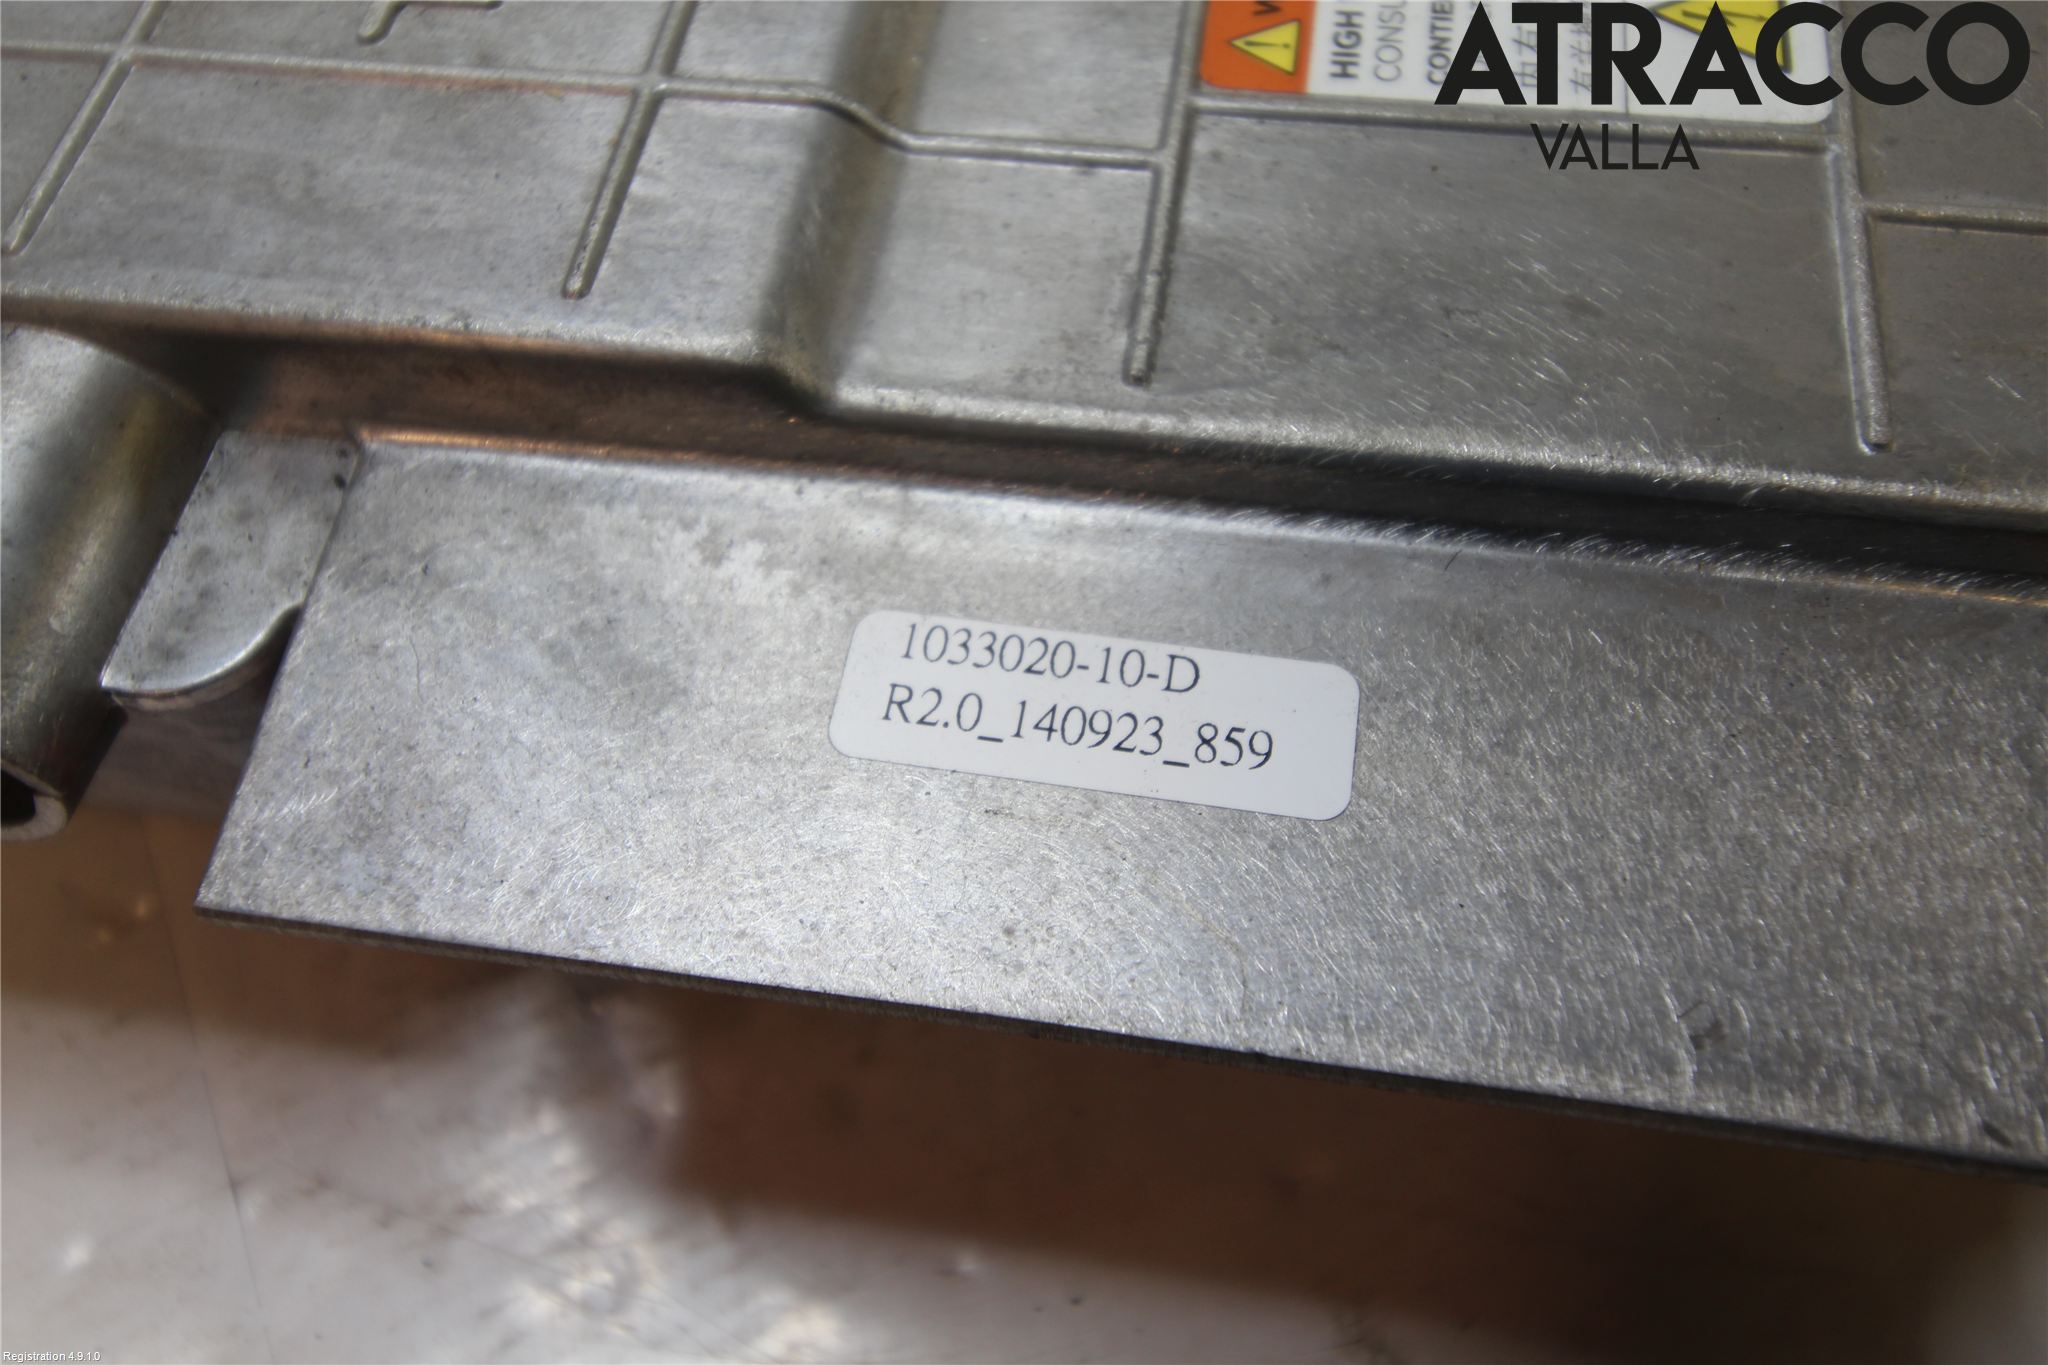 ATRACCO
VALLA
HIGH
CONSU
CONTIE
1033020-10-D
R2.0_140923_859
Registration 4.9.1.0